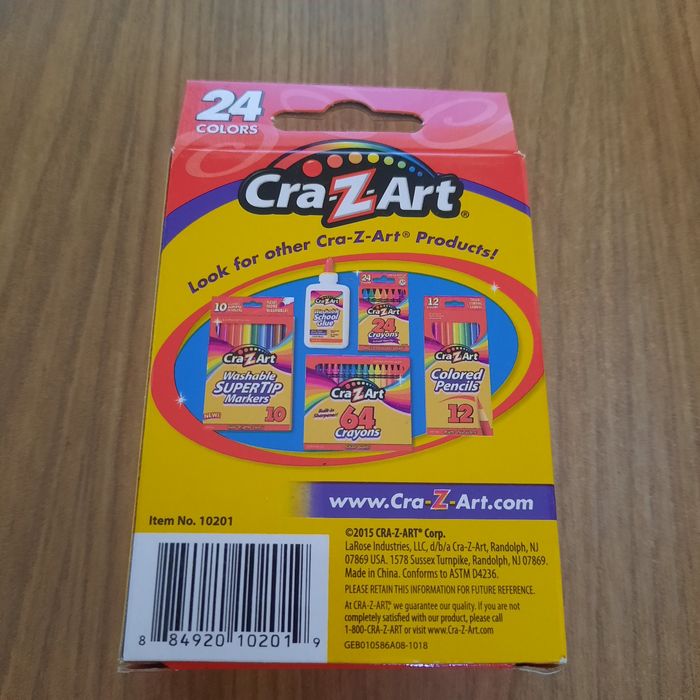 24
COLORS
Cra-Z-Art®
Look for other Cra-Z-Art® Products!
10
Cra-Z-Art
Washable
SUPERTIP
Markers
NEW!
10
Cra-Z-Art
Washable
School
Glue
24
Cra-Z-Art
24
Crayons
12
Cra-Z-Art
Colored
Pencils
12
Cra-Z-Art
Built-in
Sharpener!
64
Crayons
www.Cra-Z-Art.com
Item No. 10201
©2015 CRA-Z-ART® Corp.
LaRose Industries, LLC, d/b/a Cra-Z-Art, Randolph, NJ
07869 USA. 1578 Sussex Turnpike, Randolph, NJ 07869.
Made in China. Conforms to ASTM D4236.
PLEASE RETAIN THIS INFORMATION FOR FUTURE REFERENCE.
At CRA-Z-ART®, we guarantee our quality. If you are not
completely satisfied with our product, please call
1-800-CRA-Z-ART or visit www.Cra-Z-Art.com
GEB010586A08-1018
8 84920 10201 9